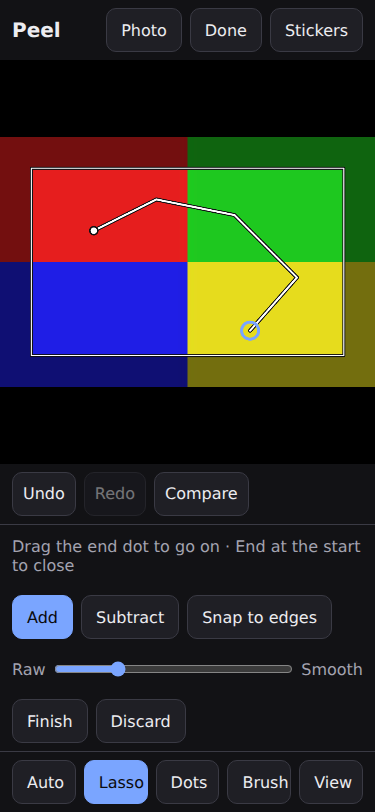 Peel
Photo
Done
Stickers
Undo
Redo
Compare
Drag the end dot to go on · End at the start
to close
Add
Subtract
Snap to edges
Raw
Smooth
Finish
Discard
Auto
Lasso
Dots
Brush
View